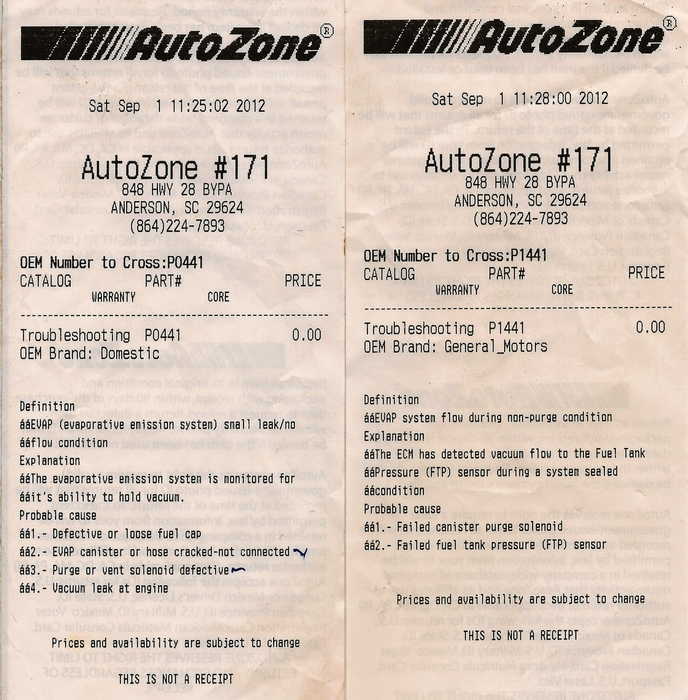 AutoZone®
Sat Sep 1 11:25:02 2012
AutoZone #171
848 HWY 28 BYPA
ANDERSON, SC 29624
(864)224-7893
OEM Number to Cross:P0441
CATALOG PART# PRICE
WARRANTY CORE
Troubleshooting P0441 0.00
OEM Brand: Domestic
Definition
ááEVAP (evaporative emission system) small leak/no
ááflow condition
Explanation
ááThe evaporative emission system is monitored for
ááit's ability to hold vacuum.
Probable cause
áá1.- Defective or loose fuel cap
áá2.- EVAP canister or hose cracked-not connected
áá3.- Purge or vent solenoid defective
áá4.- Vacuum leak at engine
Prices and availability are subject to change
THIS IS NOT A RECEIPT
AutoZone®
Sat Sep 1 11:28:00 2012
AutoZone #171
848 HWY 28 BYPA
ANDERSON, SC 29624
(864)224-7893
OEM Number to Cross:P1441
CATALOG PART# PRICE
WARRANTY CORE
Troubleshooting P1441 0.00
OEM Brand: General_Motors
Definition
ááEVAP system flow during non-purge condition
Explanation
ááThe ECM has detected vacuum flow to the Fuel Tank
ááPressure (FTP) sensor during a system sealed
áácondition
Probable cause
áá1.- Failed canister purge solenoid
áá2.- Failed fuel tank pressure (FTP) sensor
Prices and availability are subject to change
THIS IS NOT A RECEIPT